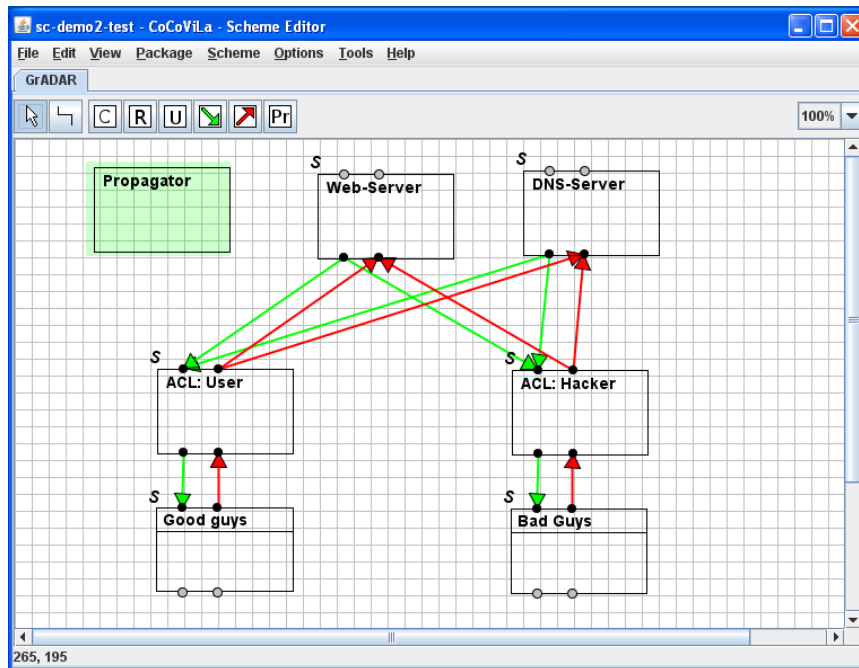 sc-demo2-test - CoCoViLa - Scheme Editor
File Edit View Package Scheme Options Tools Help
GrADAR
C R U Pr 100%
Propagator
S Web-Server
S DNS-Server
S ACL: User
S ACL: Hacker
S Good guys
S Bad Guys
265, 195